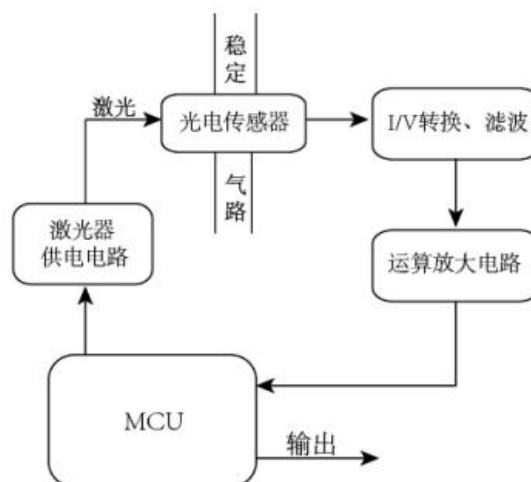 稳定
激光
光电传感器
I/V转换、滤波
气路
激光器
供电电路
运算放大电路
MCU
输出